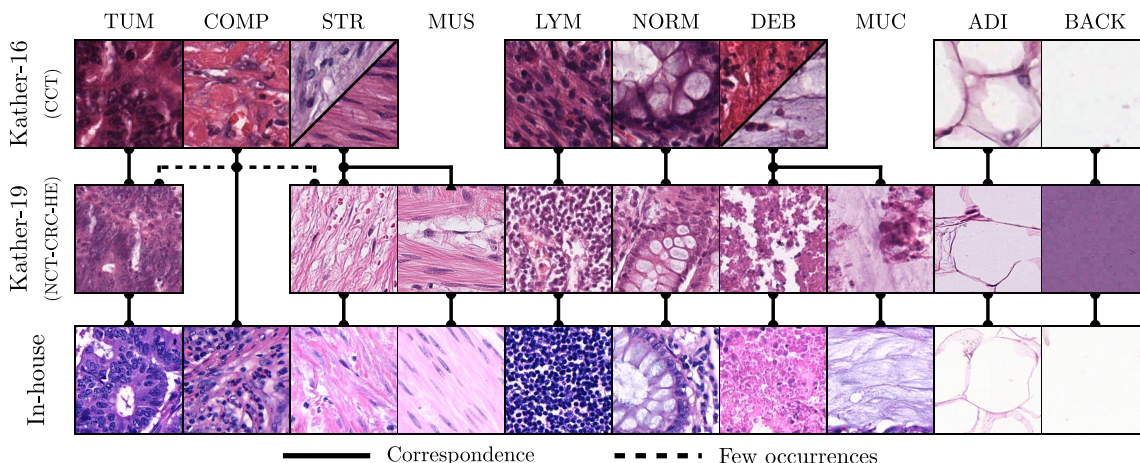 TUM COMP STR MUS LYM NORM DEB MUC ADI BACK
Kather-16
(CCT)
Kather-19
(NCT-CRC-HE)
In-house
Correspondence Few occurrences